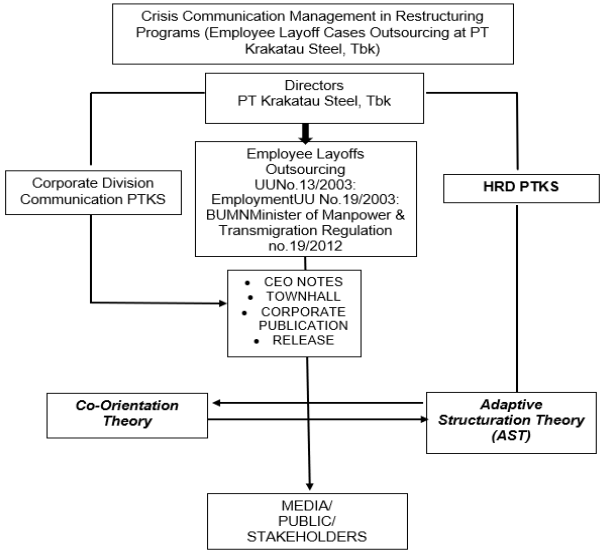 Crisis Communication Management in Restructuring
Programs (Employee Layoff Cases Outsourcing at PT
Krakatau Steel, Tbk)
Directors
PT Krakatau Steel, Tbk
Employee Layoffs
Outsourcing
UUNo.13/2003:
EmploymentUU No.19/2003:
BUMNMinister of Manpower &
Transmigration Regulation
no.19/2012
Corporate Division
Communication PTKS
HRD PTKS
• CEO NOTES
• TOWNHALL
• CORPORATE
PUBLICATION
• RELEASE
Co-Orientation
Theory
Adaptive
Structuration Theory
(AST)
MEDIA/
PUBLIC/
STAKEHOLDERS